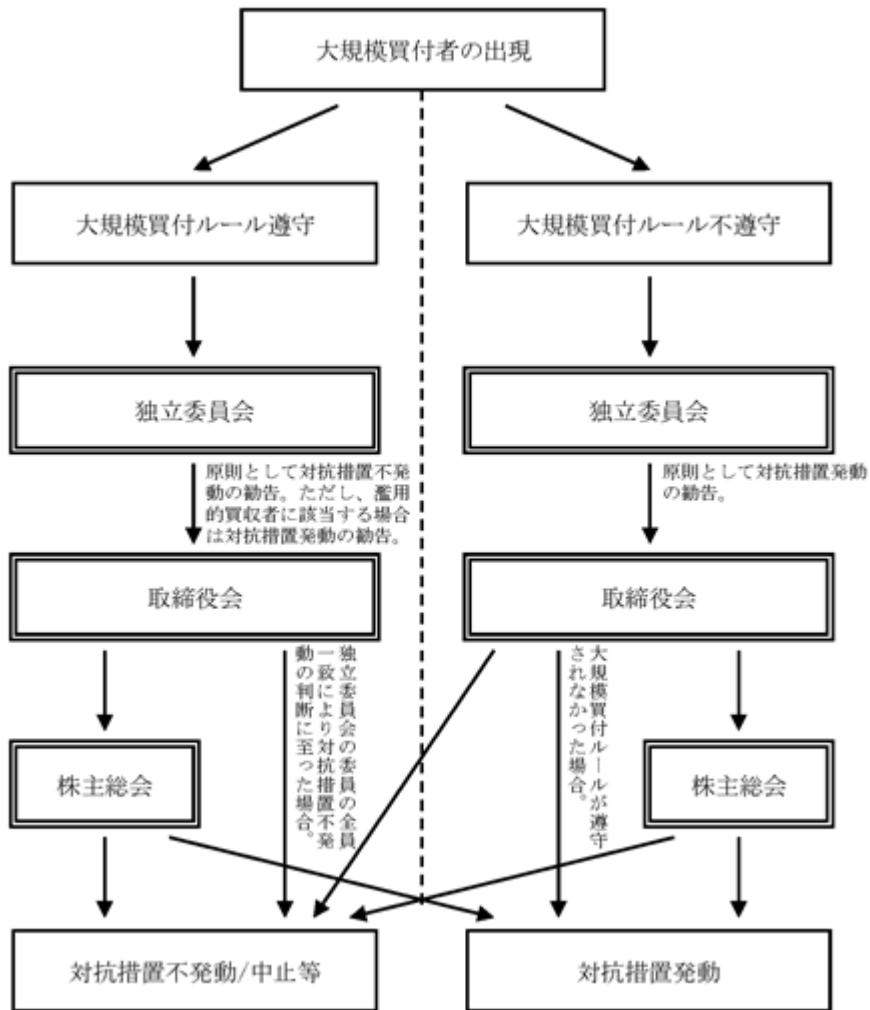 大規模買付者の出現
大規模買付ルール遵守
大規模買付ルール不遵守
独立委員会
独立委員会
原則として対抗措置不発
動の勧告。ただし、濫用
的買収者に該当する場合
は対抗措置発動の勧告。
原則として対抗措置発動
の勧告。
取締役会
取締役会
独立委員会の委員の全員
一致により対抗措置不発
動の判断に至った場合。
大規模買付ルールが遵守
されなかった場合。
株主総会
株主総会
対抗措置不発動/中止等
対抗措置発動